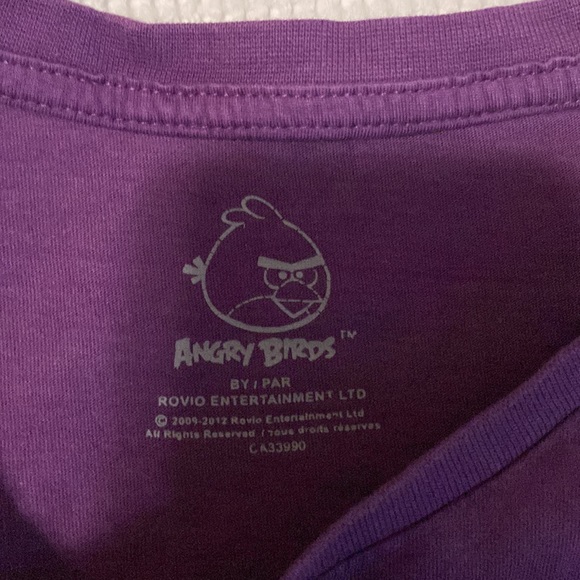 ANGRY BIRDS™
BY / PAR
ROVIO ENTERTAINMENT LTD
© 2009-2012 Rovio Entertainment Ltd
All Rights Reserved / Tous droits réservés
CA33990